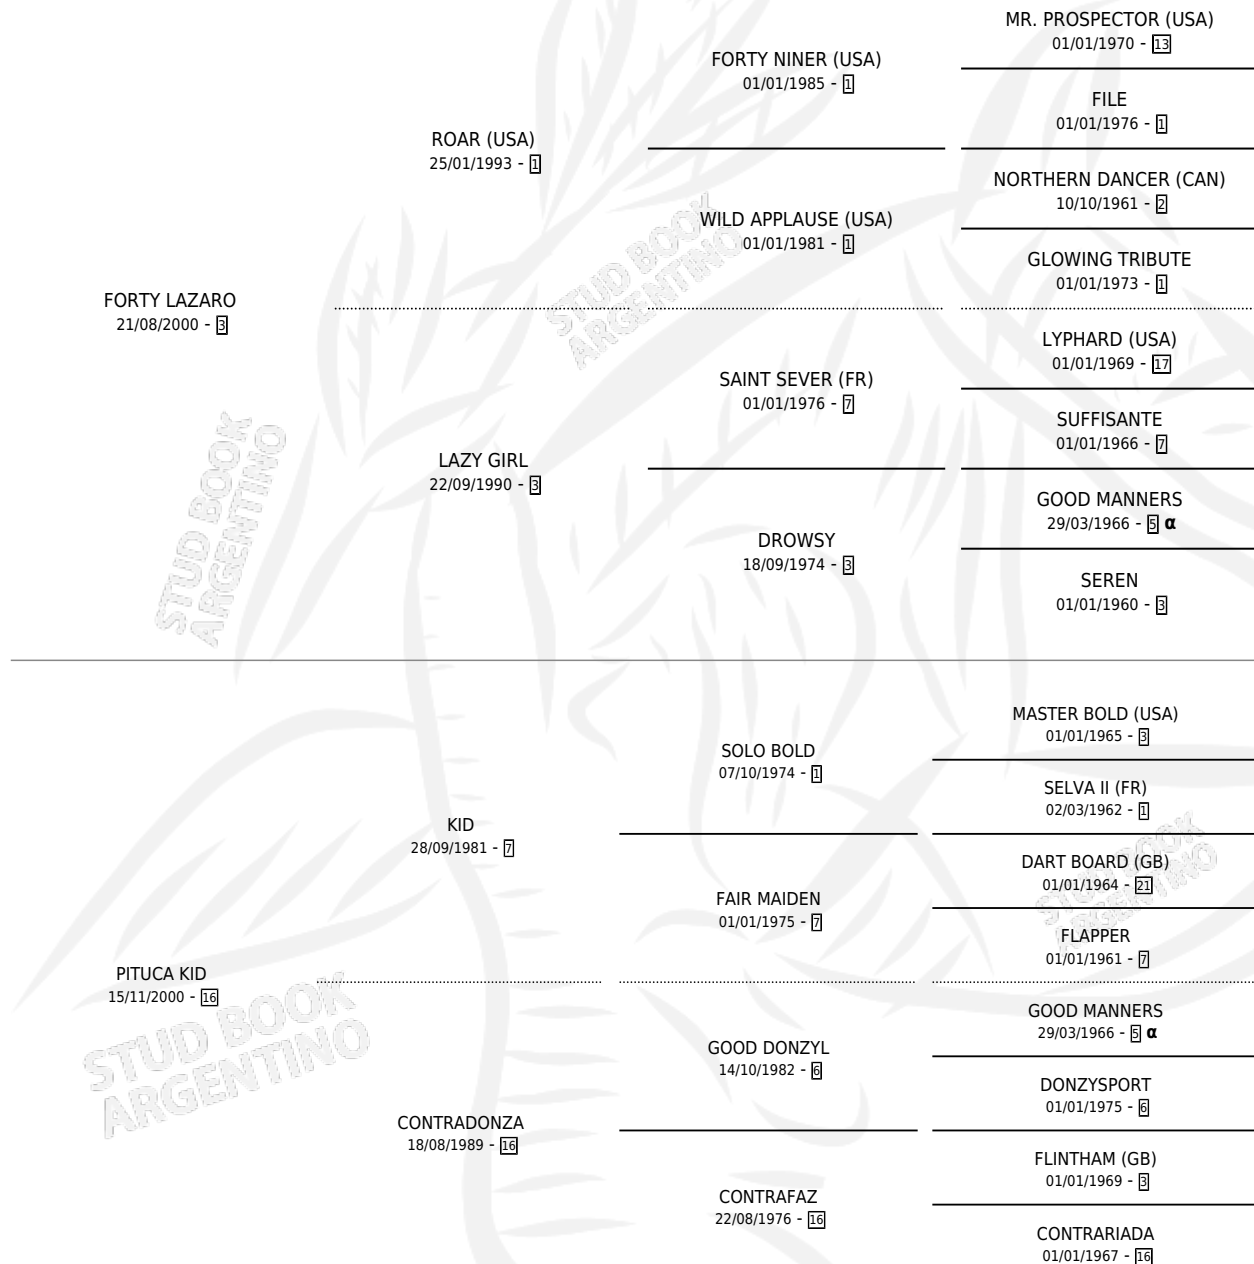 MR. PROSPECTOR (USA)
01/01/1970 - 13
FORTY NINER (USA)
01/01/1985 - 1
FILE
01/01/1976 - 1
ROAR (USA)
25/01/1993 - 1
NORTHERN DANCER (CAN)
10/10/1961 - 2
WILD APPLAUSE (USA)
01/01/1981 - 1
GLOWING TRIBUTE
01/01/1973 - 1
FORTY LAZARO
21/08/2000 - 3
LYPHARD (USA)
01/01/1969 - 17
SAINT SEVER (FR)
01/01/1976 - 7
SUFFISANTE
01/01/1966 - 7
LAZY GIRL
22/09/1990 - 3
GOOD MANNERS
29/03/1966 - 5 α
DROWSY
18/09/1974 - 3
SEREN
01/01/1960 - 3
MASTER BOLD (USA)
01/01/1965 - 3
SOLO BOLD
07/10/1974 - 1
SELVA II (FR)
02/03/1962 - 1
KID
28/09/1981 - 7
DART BOARD (GB)
01/01/1964 - 21
FAIR MAIDEN
01/01/1975 - 7
FLAPPER
01/01/1961 - 7
PITUCA KID
15/11/2000 - 16
GOOD MANNERS
29/03/1966 - 5 α
GOOD DONZYL
14/10/1982 - 6
DONZYSPORT
01/01/1975 - 6
CONTRADONZA
18/08/1989 - 16
FLINTHAM (GB)
01/01/1969 - 3
CONTRAFAZ
22/08/1976 - 16
CONTRARIADA
01/01/1967 - 16
STUD BOOK
ARGENTINO
STUD BOOK
ARGENTINO
STUD BOOK
ARGENTINO
STUD BOOK
ARGENTINO